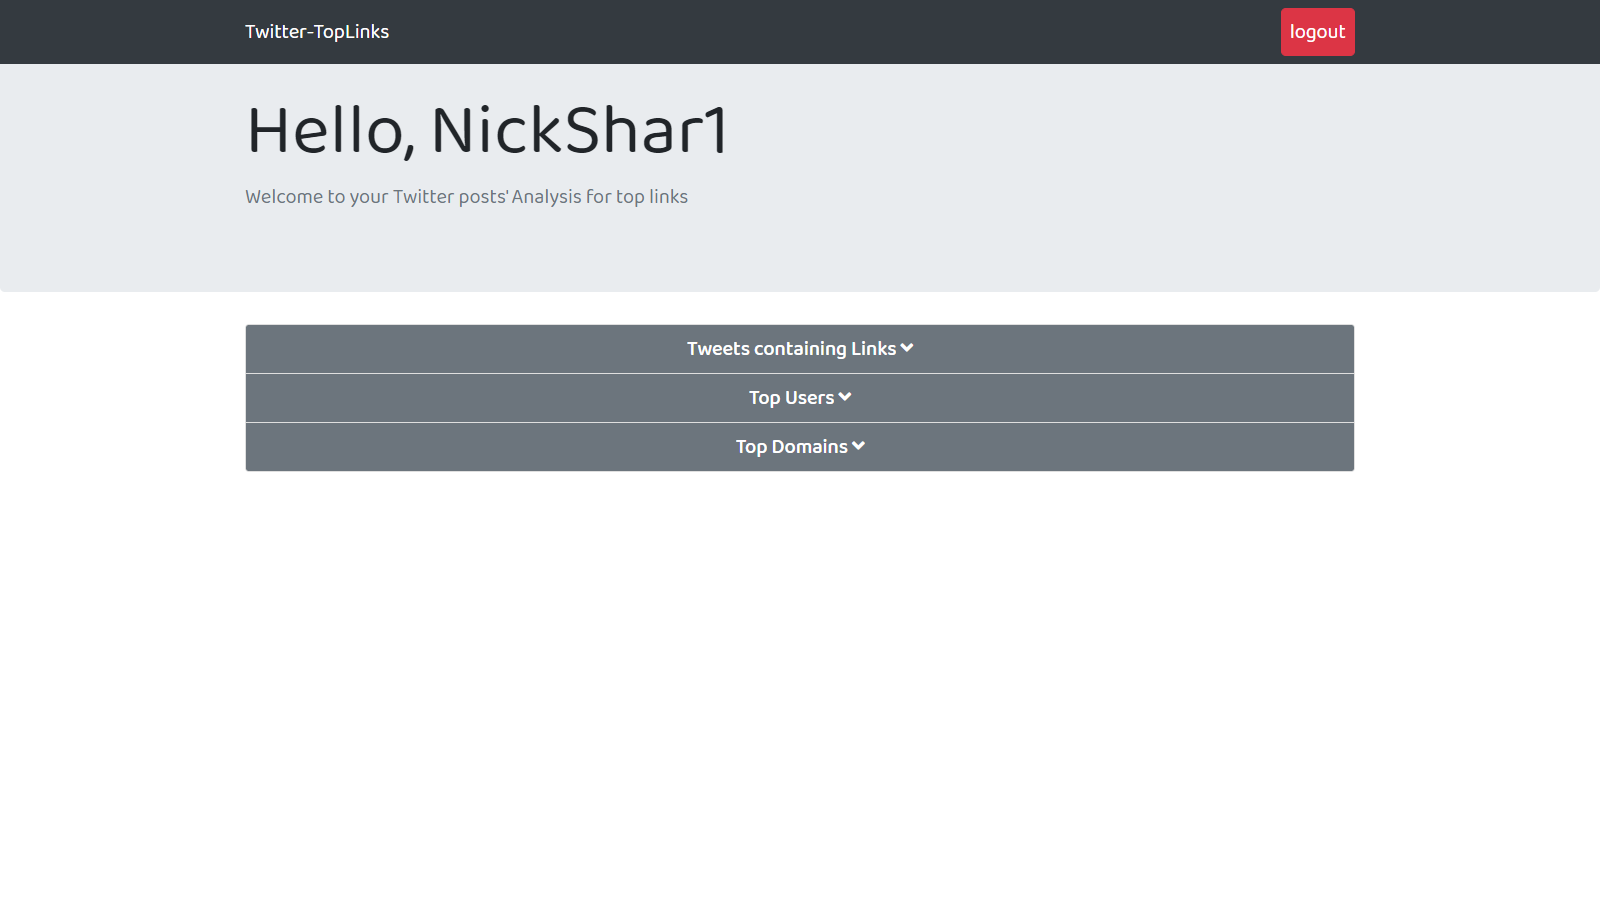 Twitter-TopLinks
logout
Hello, NickShar1
Welcome to your Twitter posts' Analysis for top links
Tweets containing Links
Top Users
Top Domains